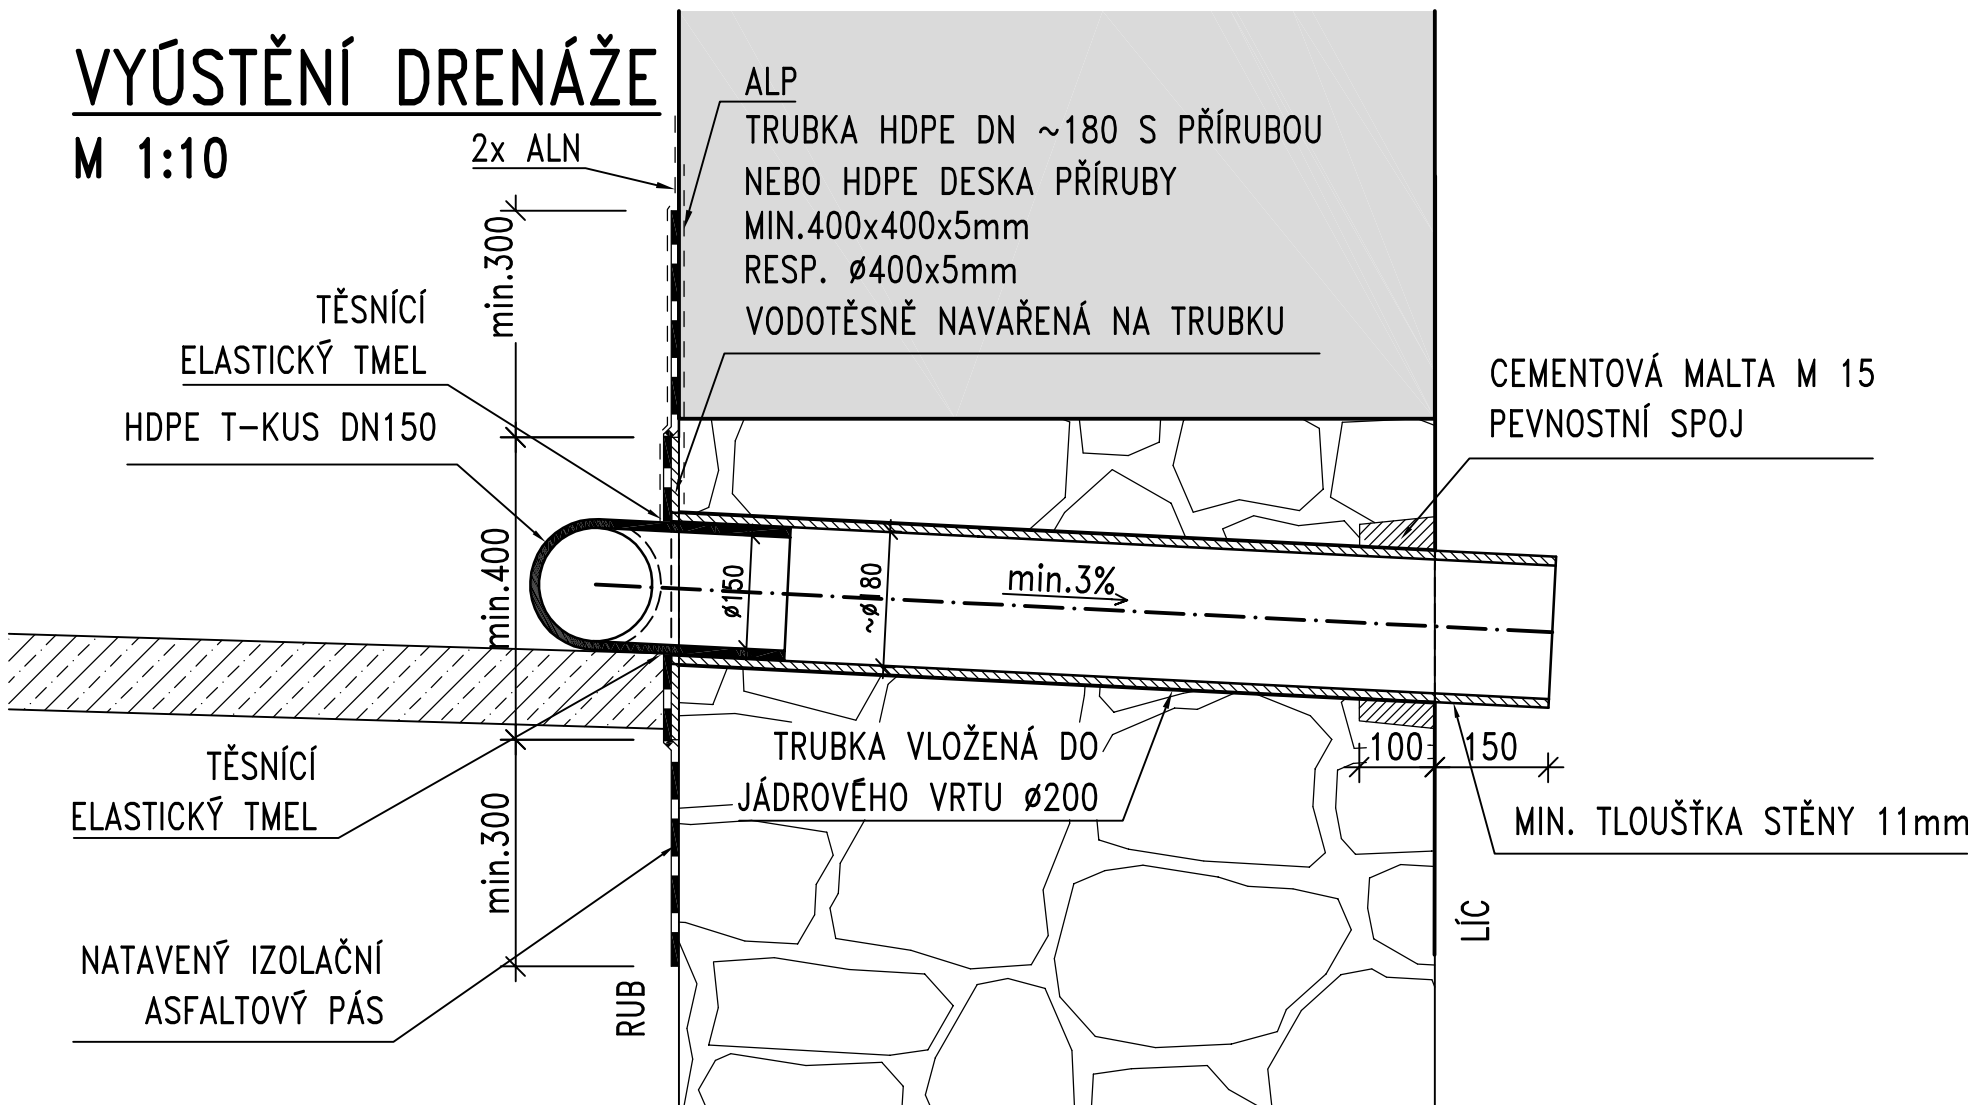 VYÚSTĚNÍ DRENÁŽE
M 1:10
2x ALN
ALP
TRUBKA HDPE DN ~180 S PŘÍRUBOU
NEBO HDPE DESKA PŘÍRUBY
MIN.400x400x5mm
RESP. ø400x5mm
VODOTĚSNĚ NAVAŘENÁ NA TRUBKU
min.300
TĚSNÍCÍ
ELASTICKÝ TMEL
HDPE T-KUS DN150
CEMENTOVÁ MALTA M 15
PEVNOSTNÍ SPOJ
min.400
ø150
~ø180
min.3%
TRUBKA VLOŽENÁ DO
JÁDROVÉHO VRTU ø200
100
150
TĚSNÍCÍ
ELASTICKÝ TMEL
min.300
MIN. TLOUŠŤKA STĚNY 11mm
NATAVENÝ IZOLAČNÍ
ASFALTOVÝ PÁS
RUB
LÍC